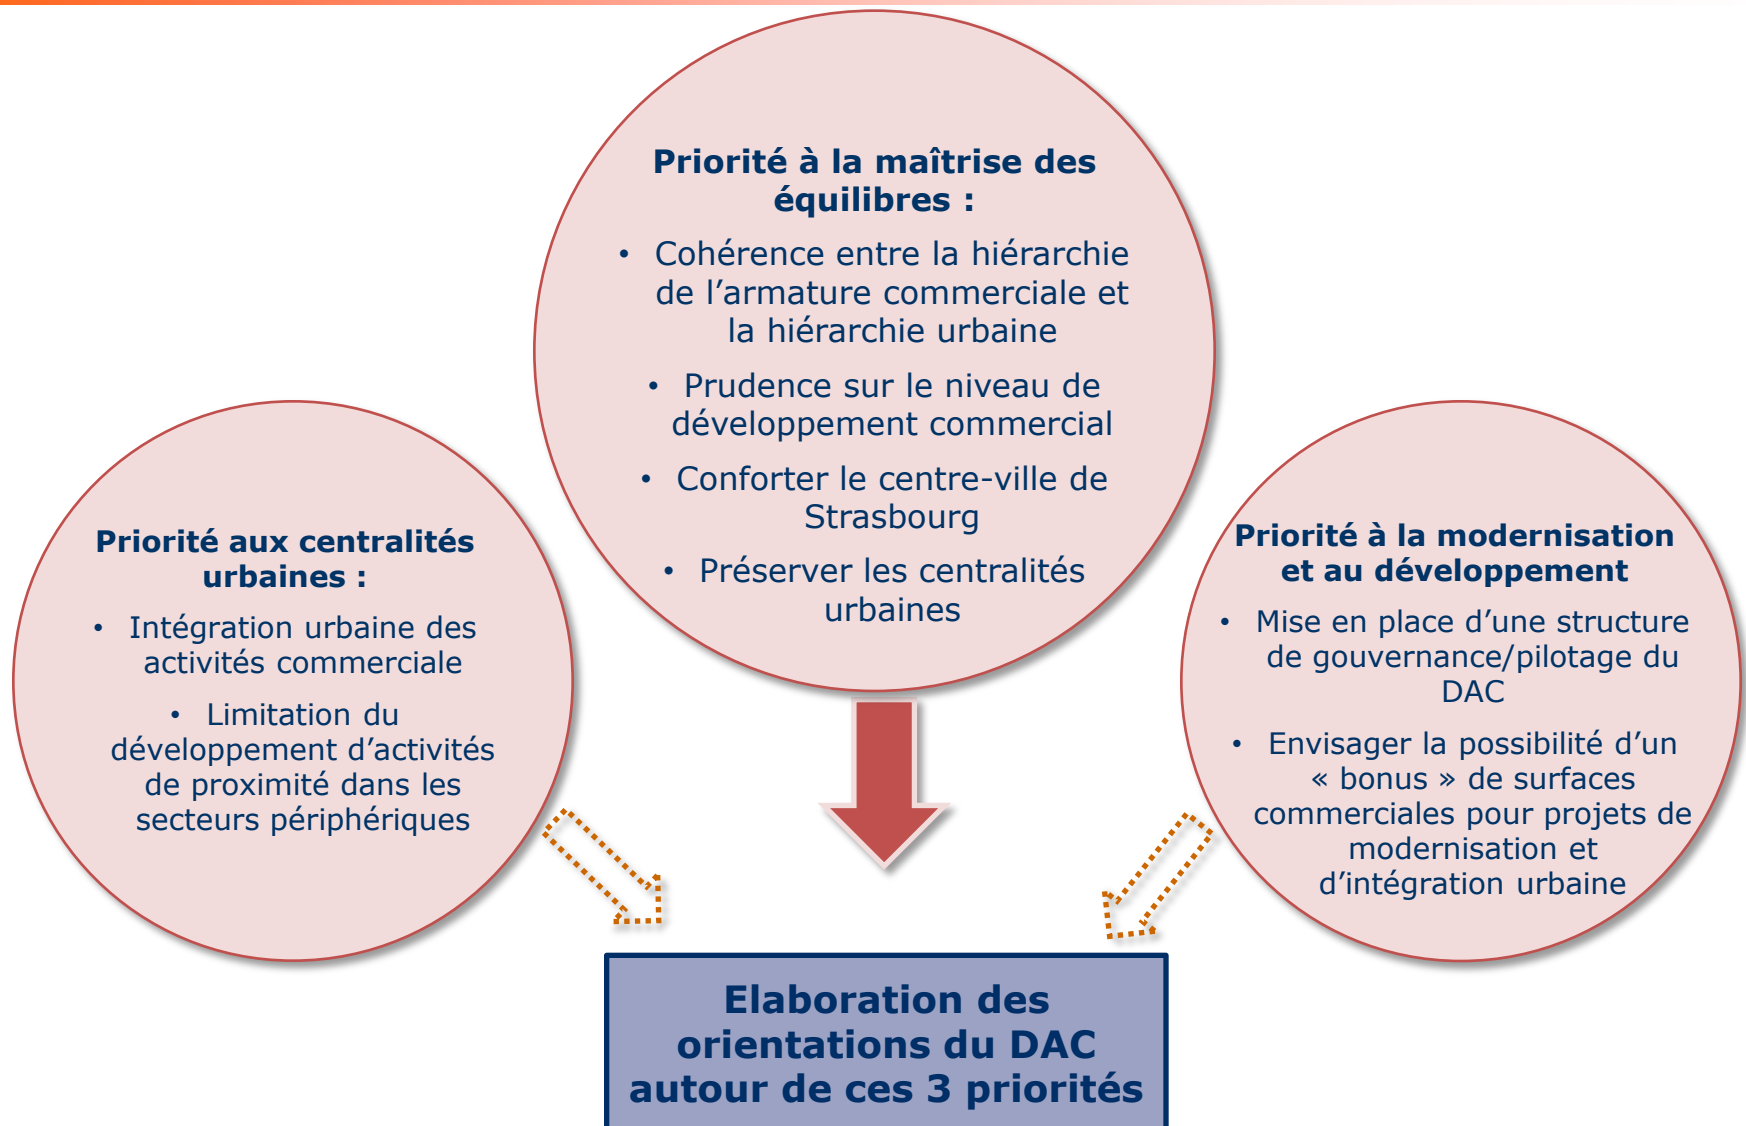 Priorité à la maîtrise des
équilibres :
• Cohérence entre la hiérarchie
de l’armature commerciale et
la hiérarchie urbaine
• Prudence sur le niveau de
développement commercial
• Conforter le centre-ville de
Strasbourg
• Préserver les centralités
urbaines
Priorité aux centralités
urbaines :
• Intégration urbaine des
activités commerciale
• Limitation du
développement d’activités
de proximité dans les
secteurs périphériques
Priorité à la modernisation
et au développement
• Mise en place d’une structure
de gouvernance/pilotage du
DAC
• Envisager la possibilité d’un
« bonus » de surfaces
commerciales pour projets de
modernisation et
d’intégration urbaine
Elaboration des
orientations du DAC
autour de ces 3 priorités